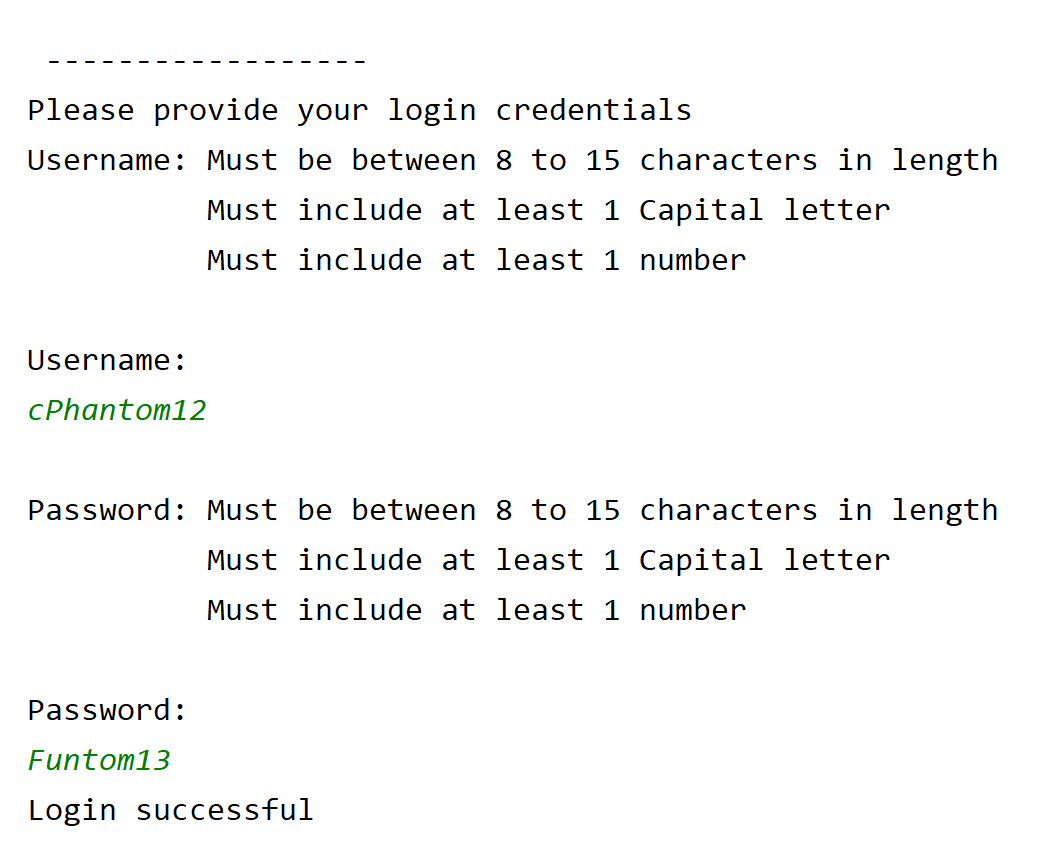 ------------------
Please provide your login credentials
Username: Must be between 8 to 15 characters in length
Must include at least 1 Capital letter
Must include at least 1 number
Username:
cPhantom12
Password: Must be between 8 to 15 characters in length
Must include at least 1 Capital letter
Must include at least 1 number
Password:
Funtom13
Login successful